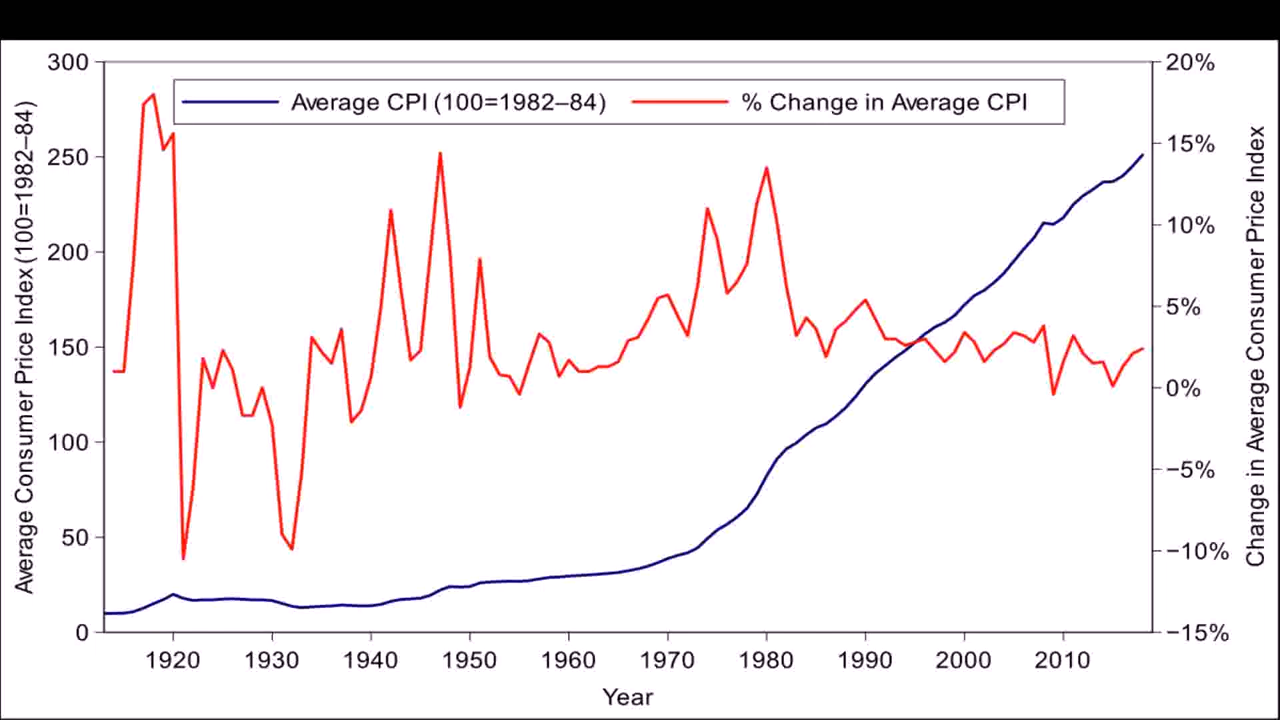 Average CPI (100=1982–84)
% Change in Average CPI
Average Consumer Price Index (100=1982–84)
300
250
200
150
100
50
0
20%
15%
10%
5%
0%
−5%
−10%
−15%
Change in Average Consumer Price Index
1920 1930 1940 1950 1960 1970 1980 1990 2000 2010
Year